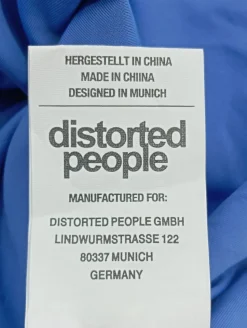 HERGESTELLT IN CHINA
MADE IN CHIINA
DESIGNED IN MUNICH
distorted
people
MANUFACTURED FOR:
DISTORTED PEOPLE GMBH
LINDWURMSTRASSE 122
80337 MUNICH
GERMANY